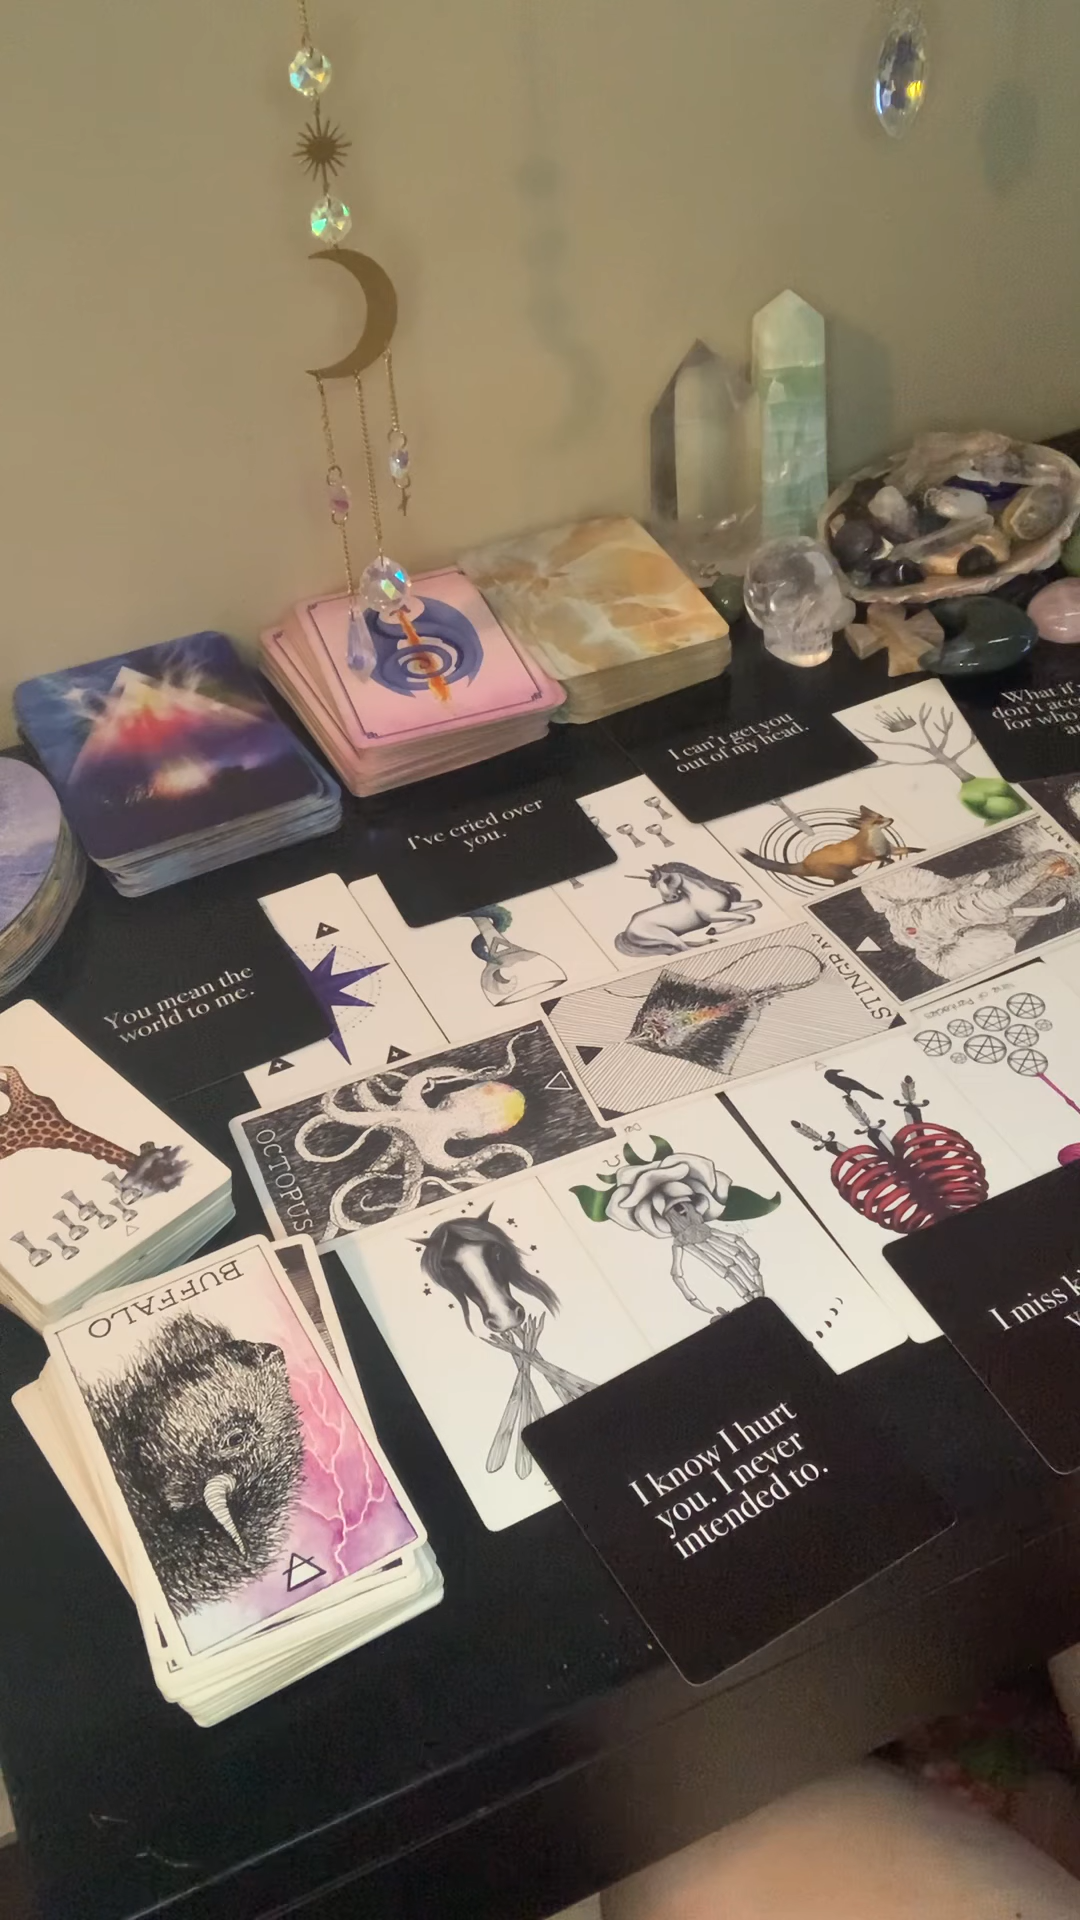 What if
don't acc
for who
I can't get you
out of my head.
I've cried over
you.
You mean the
world to me.
STINGRAY
OCTOPUS
BUFFALO
I miss
I know I hurt
you. I never
intended to.